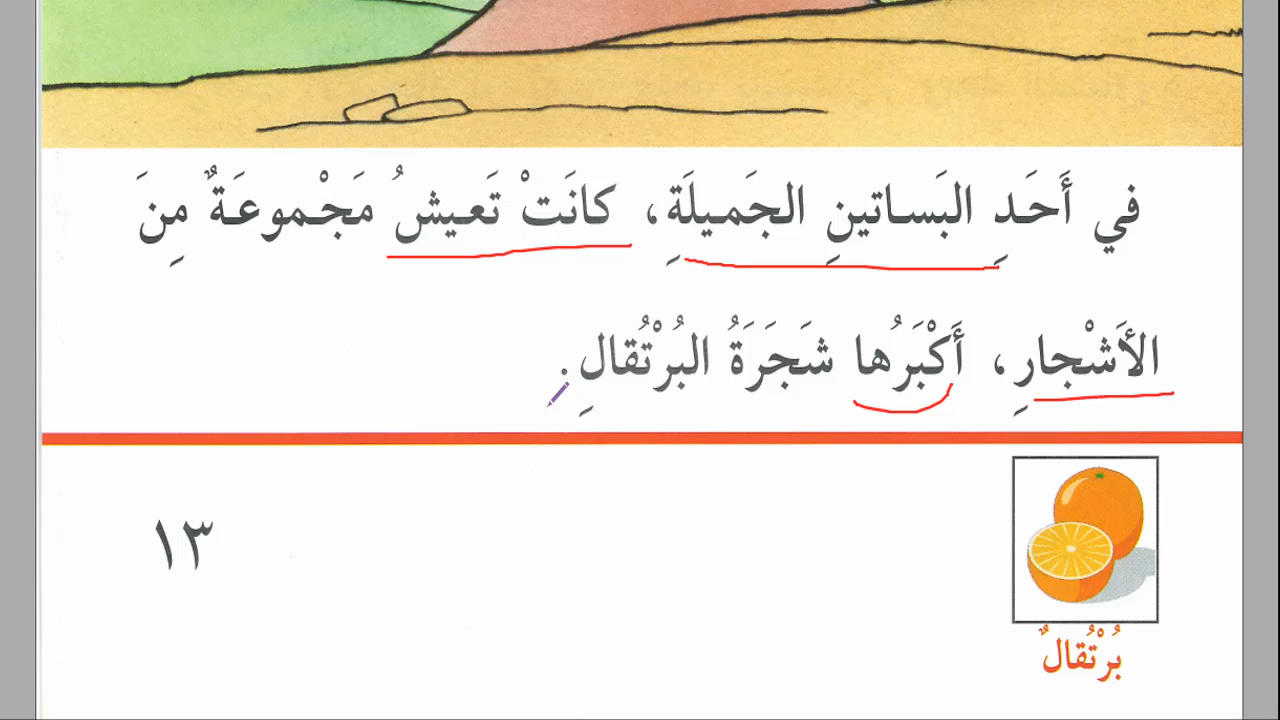 في أَحَدِ البَساتينِ الجَميلَةِ، كانَتْ تَعيشُ مَجْموعَةٌ مِنَ
الأَشْجارِ، أَكْبَرُها شَجَرَةُ البُرْتُقالِ.
١٣
بُرْتُقالٌ